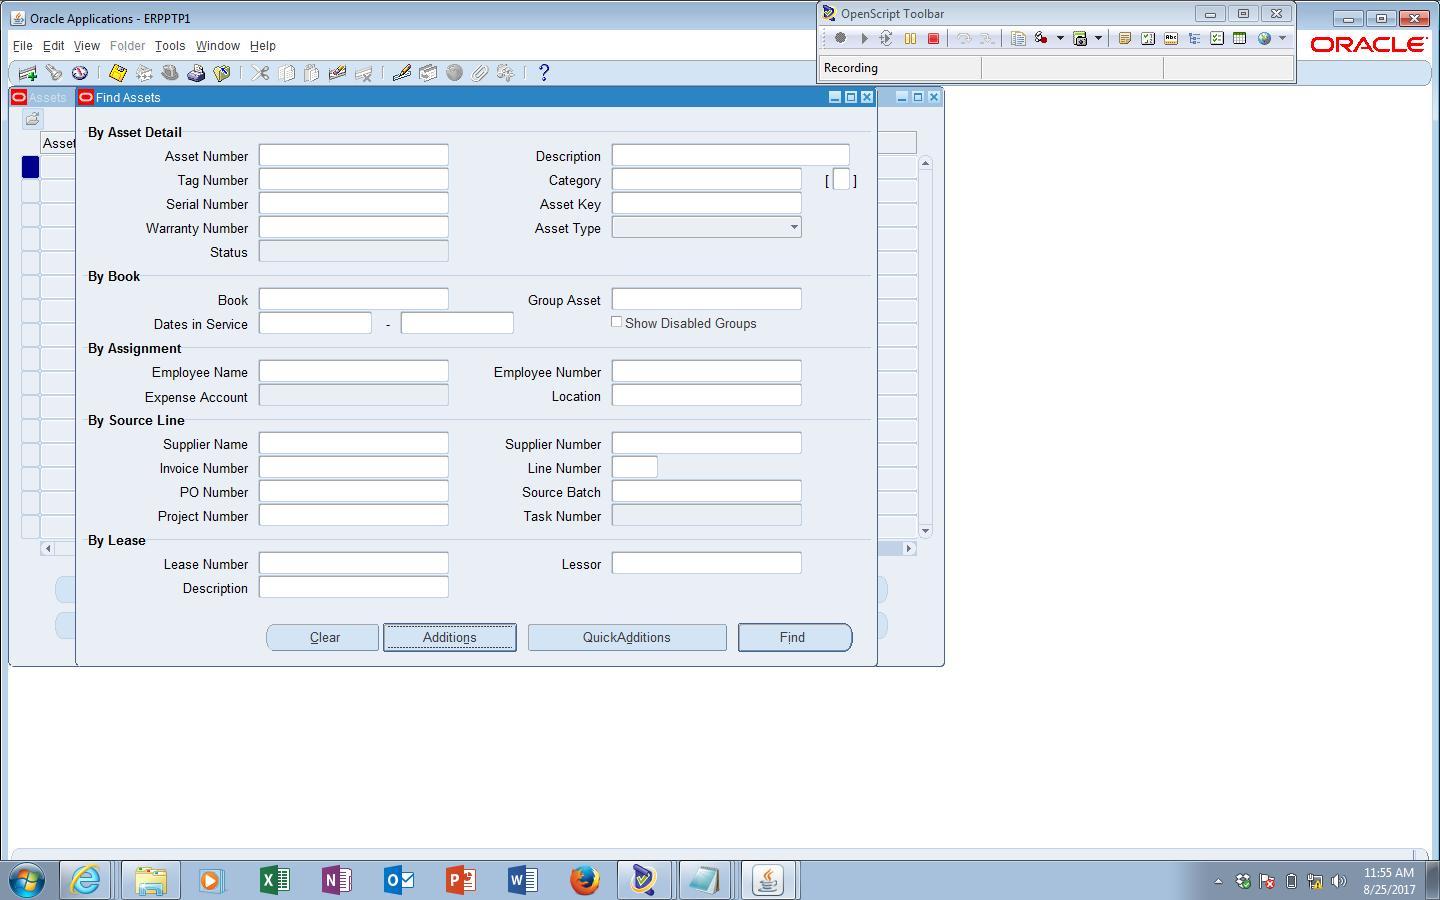 Oracle Applications - ERPPTP1
OpenScript Toolbar
File Edit View Folder Tools Window Help
ORACLE
Recording
Assets
Find Assets
Asset
By Asset Detail
Asset Number Description
Tag Number Category [ ]
Serial Number Asset Key
Warranty Number Asset Type
Status
By Book
Book Group Asset
Dates in Service - Show Disabled Groups
By Assignment
Employee Name Employee Number
Expense Account Location
By Source Line
Supplier Name Supplier Number
Invoice Number Line Number
PO Number Source Batch
Project Number Task Number
By Lease
Lease Number Lessor
Description
Clear Additions QuickAdditions Find
11:55 AM
8/25/2017